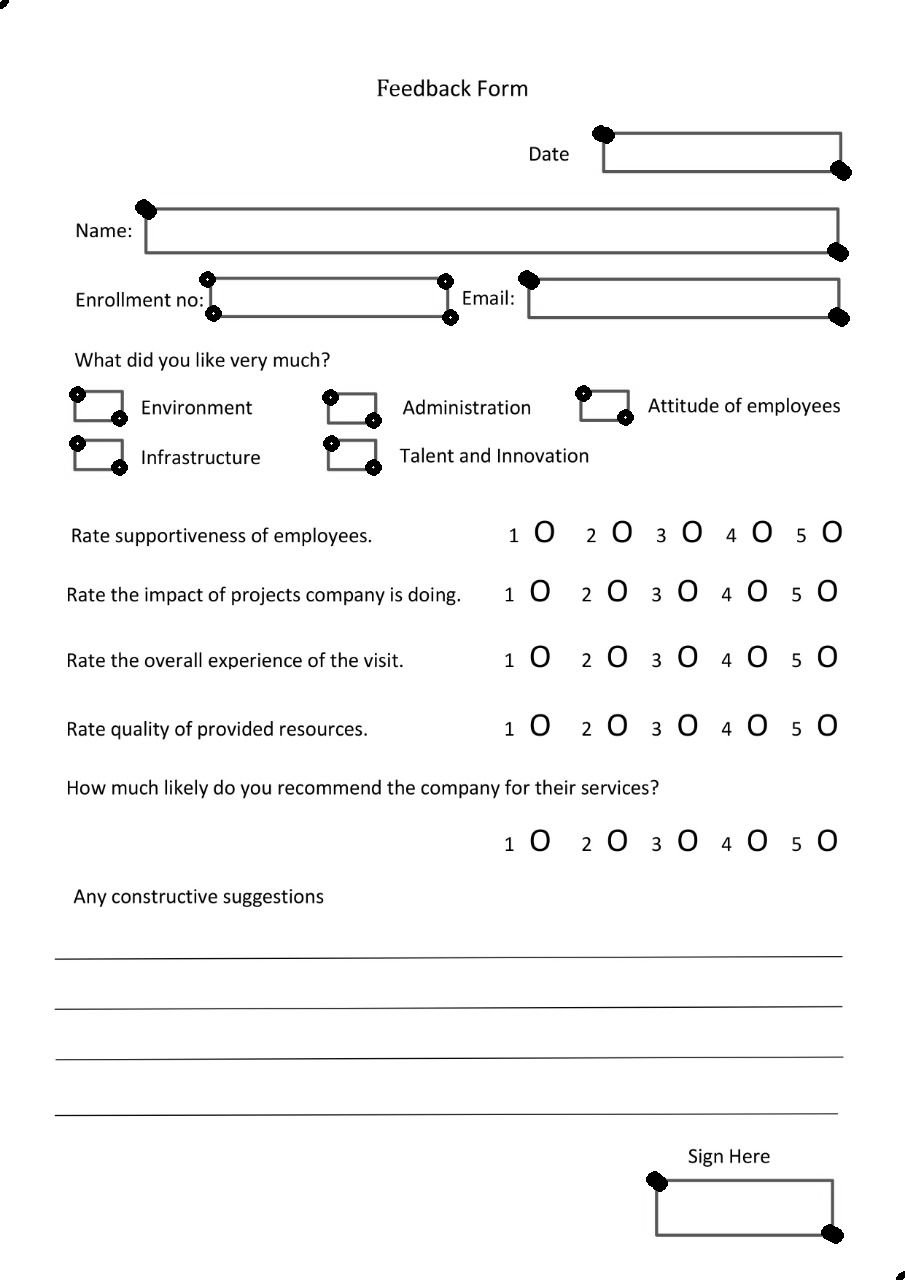 Feedback Form
Date
Name:
Enrollment no: Email:
What did you like very much?
Environment Administration Attitude of employees
Infrastructure Talent and Innovation
Rate supportiveness of employees. 1 O 2 O 3 O 4 O 5 O
Rate the impact of projects company is doing. 1 O 2 O 3 O 4 O 5 O
Rate the overall experience of the visit. 1 O 2 O 3 O 4 O 5 O
Rate quality of provided resources. 1 O 2 O 3 O 4 O 5 O
How much likely do you recommend the company for their services?
1 O 2 O 3 O 4 O 5 O
Any constructive suggestions
Sign Here